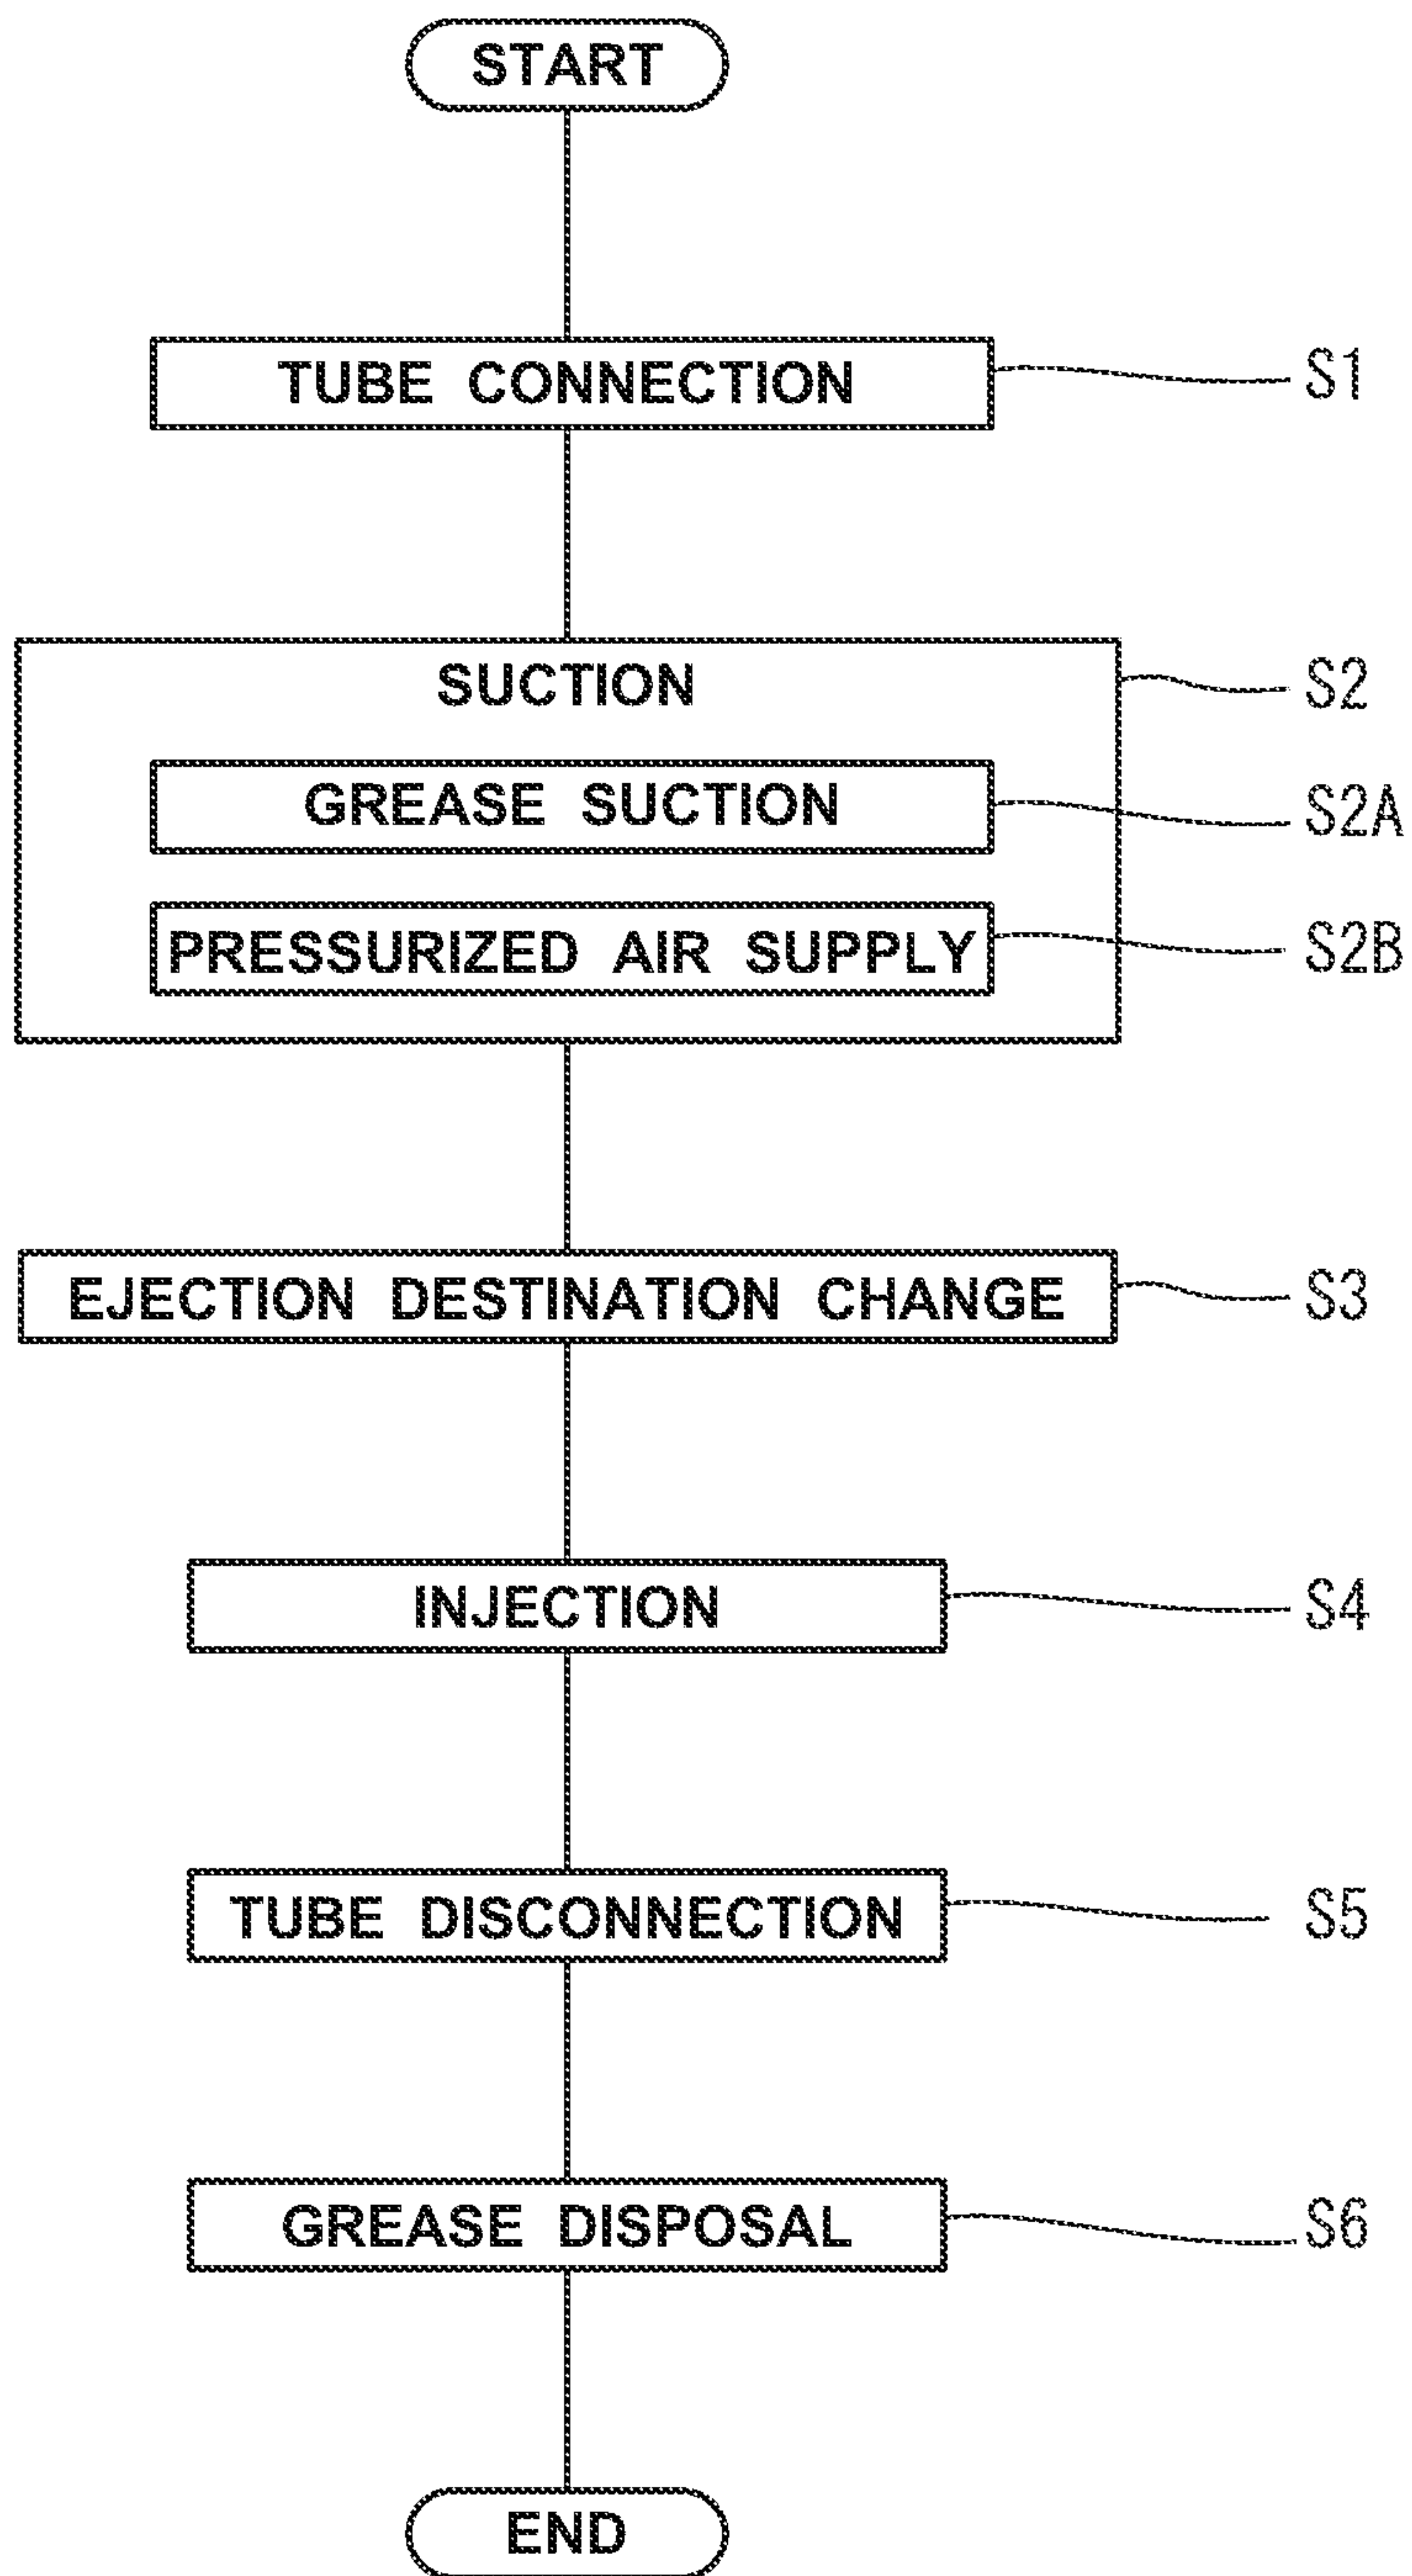 START
TUBE CONNECTION S1
SUCTION S2
GREASE SUCTION S2A
PRESSURIZED AIR SUPPLY S2B
EJECTION DESTINATION CHANGE S3
INJECTION S4
TUBE DISCONNECTION S5
GREASE DISPOSAL S6
END